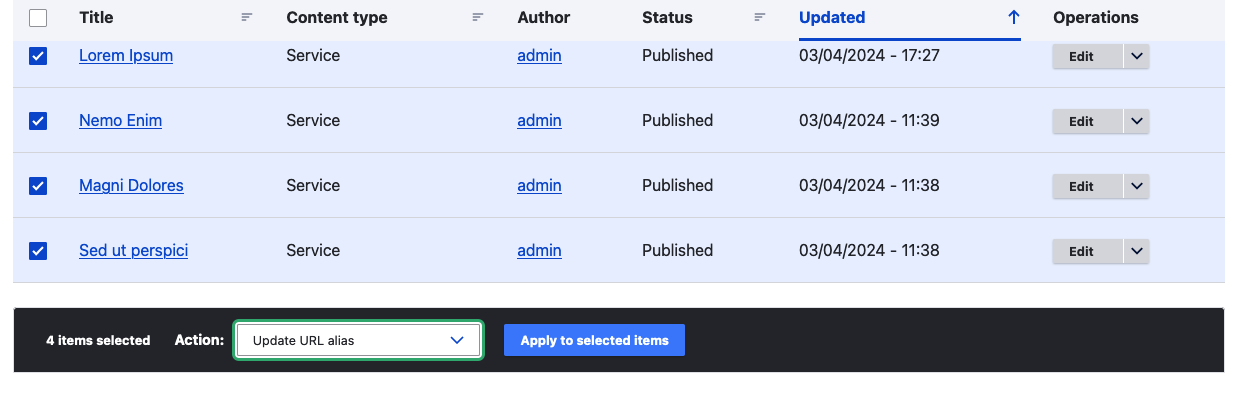 Title Content type Author Status Updated Operations
Lorem Ipsum Service admin Published 03/04/2024 - 17:27 Edit
Nemo Enim Service admin Published 03/04/2024 - 11:39 Edit
Magni Dolores Service admin Published 03/04/2024 - 11:38 Edit
Sed ut perspici Service admin Published 03/04/2024 - 11:38 Edit
4 items selected Action: Update URL alias Apply to selected items